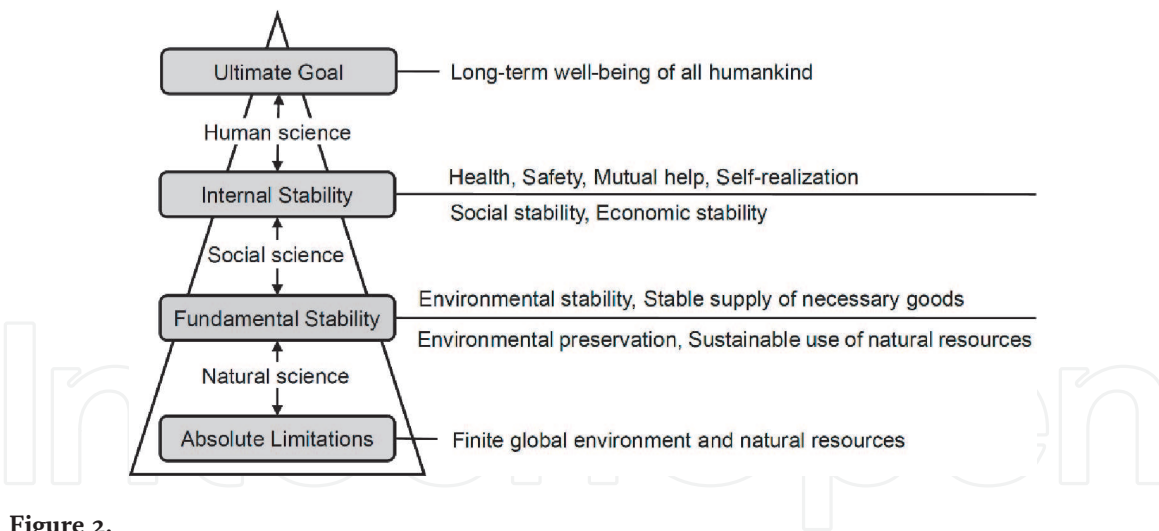 Ultimate Goal
Long-term well-being of all humankind
Human science
Internal Stability
Health, Safety, Mutual help, Self-realization
Social stability, Economic stability
Social science
Fundamental Stability
Environmental stability, Stable supply of necessary goods
Environmental preservation, Sustainable use of natural resources
Natural science
Absolute Limitations
Finite global environment and natural resources
IntechOpen
Figure 2.